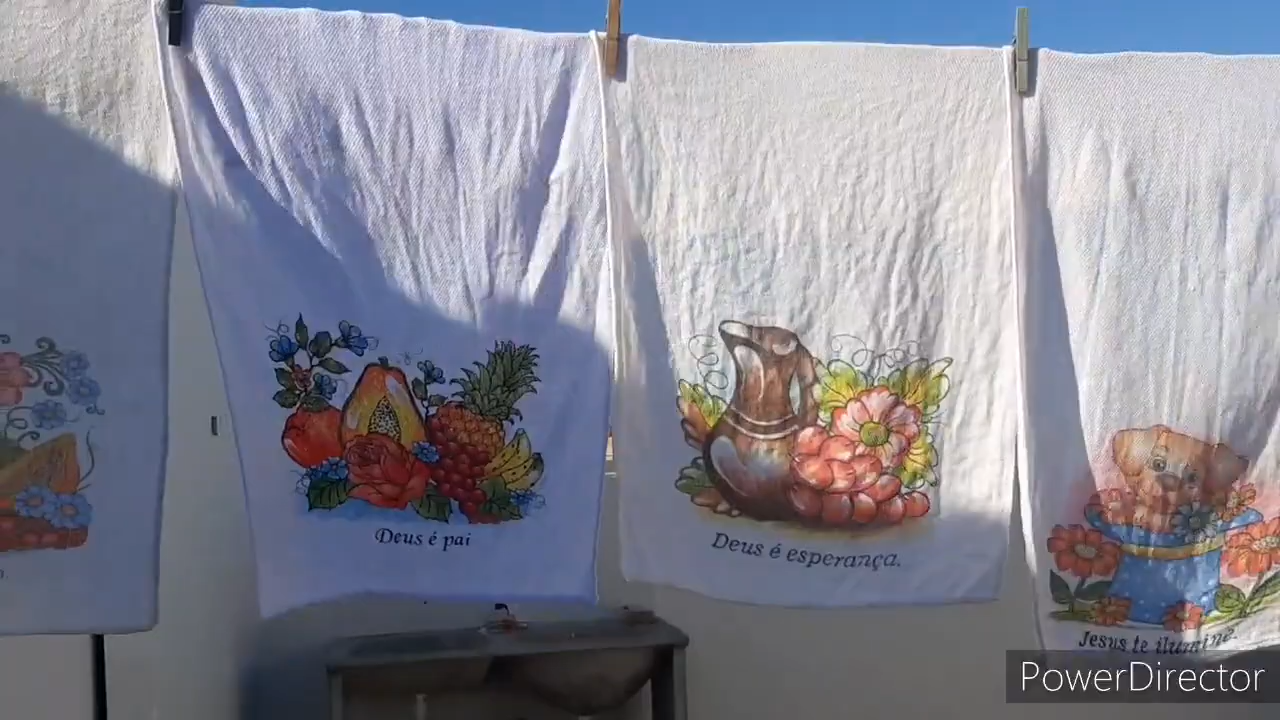 Deus é pai
Deus é esperança.
Jesus te ilumine.
PowerDirector